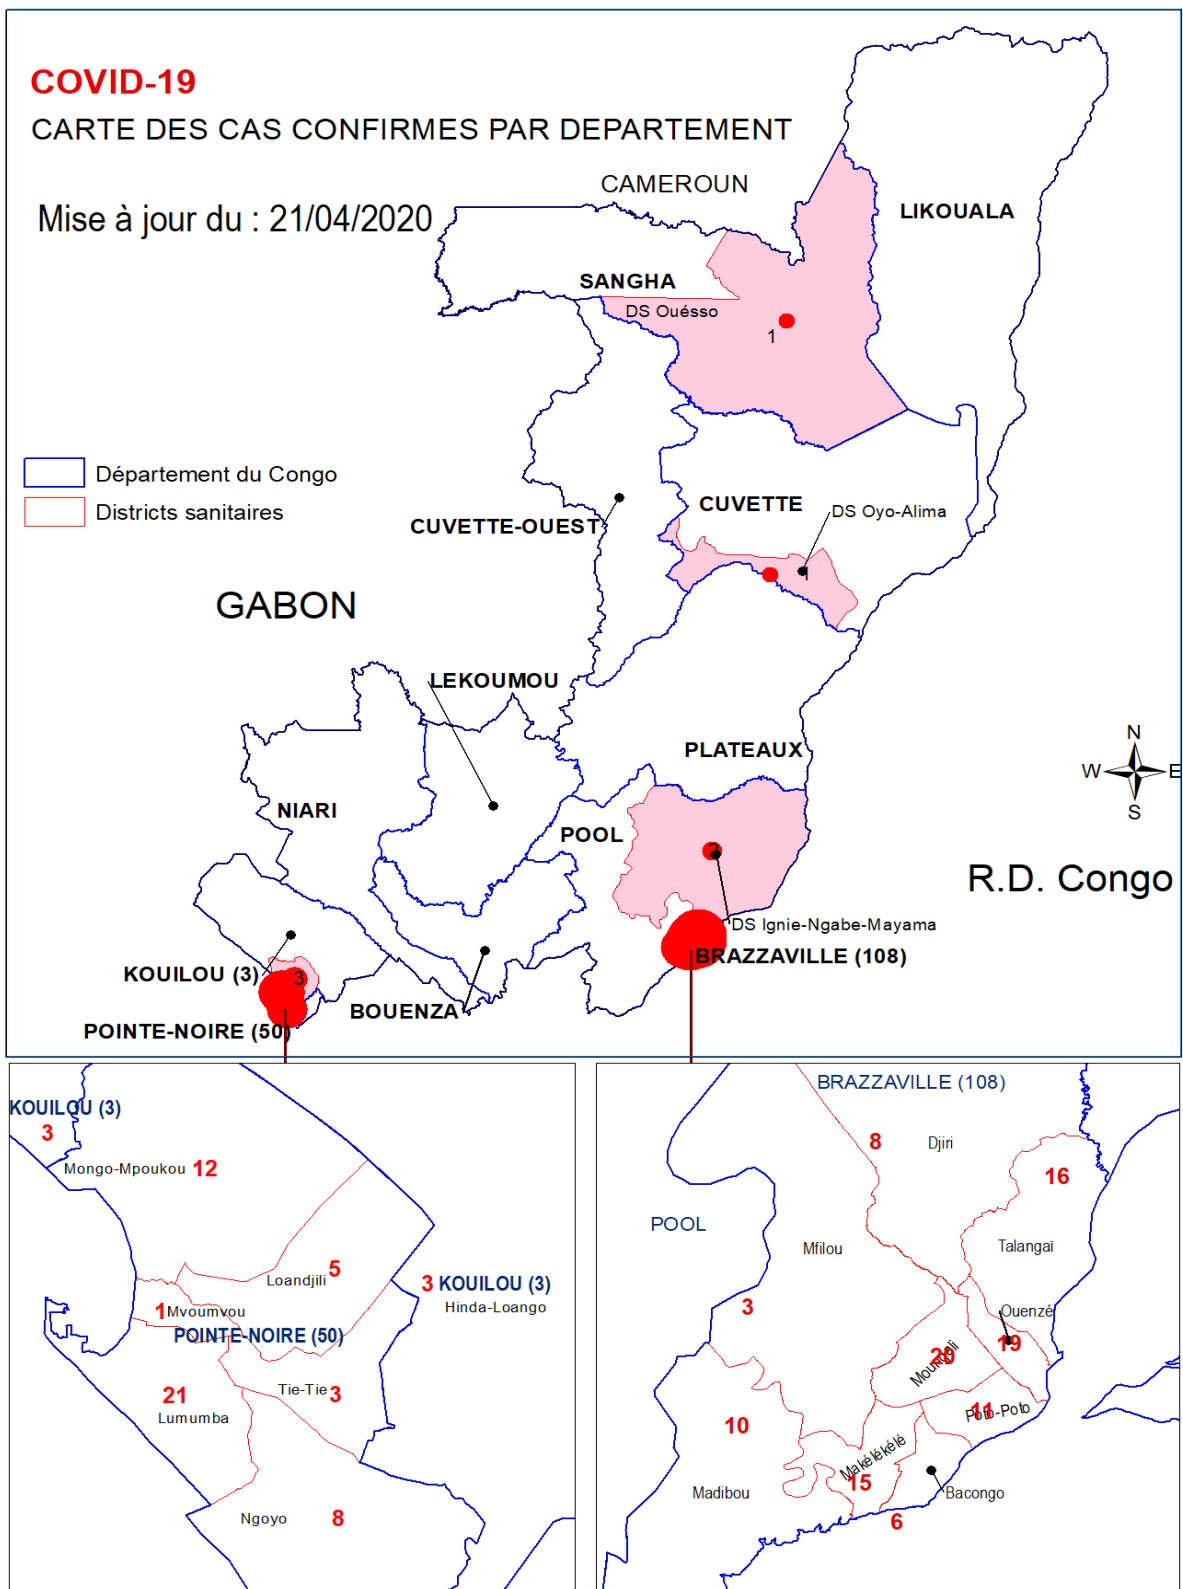 COVID-19
CARTE DES CAS CONFIRMES PAR DEPARTEMENT
Mise à jour du : 21/04/2020
CAMEROUN
LIKOUALA
SANGHA
DS Ouésso
1
Département du Congo
Districts sanitaires
CUVETTE-OUEST
CUVETTE
DS Oyo-Alima
1
GABON
LEKOUMOU
PLATEAUX
N
W
E
S
NIARI
POOL
2
R.D. Congo
DS Ignie-Ngabe-Mayama
BRAZZAVILLE (108)
KOUILOU (3)
3
BOUENZA
POINTE-NOIRE (50)
KOUILOU (3)
3
Mongo-Mpoukou 12
Loandjili 5
3 KOUILOU (3)
Hinda-Loango
1 Mvoumvou
POINTE-NOIRE (50)
Tie-Tie 3
21
Lumumba
Ngoyo 8
BRAZZAVILLE (108)
8
Djiri
16
POOL
Mfilou
Talangaï
3
Ouenzé
19
20
Moungali
11
Poto-Poto
10
Makélékélé
15
Madibou
Bacongo
6